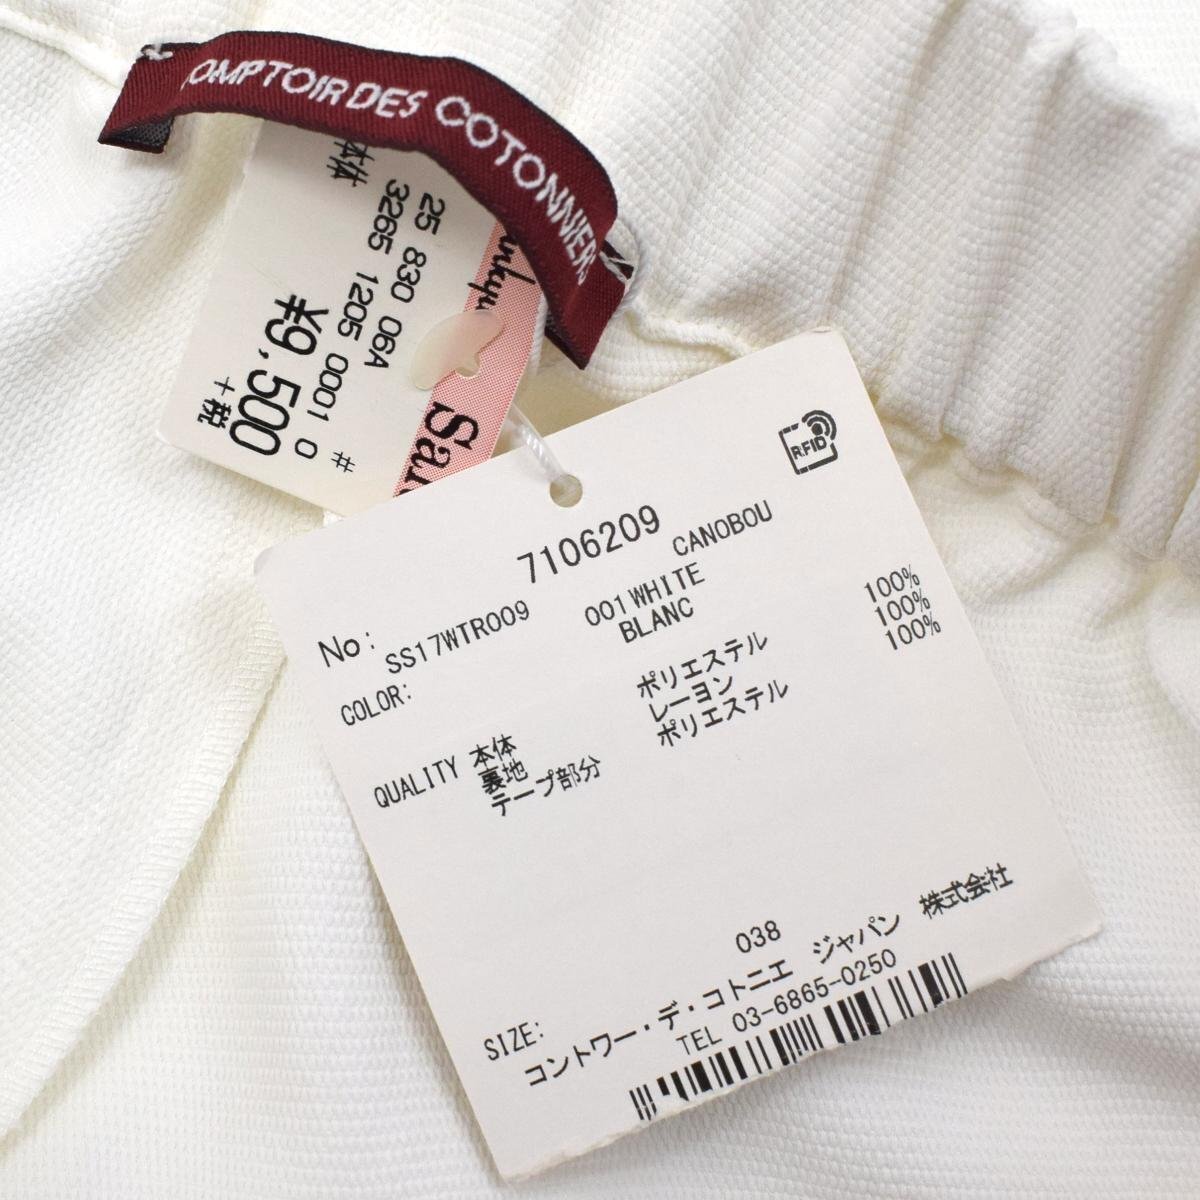 OMPTOIR DES COTONNIERS
本体
25 830 06A
3265 1205 0001 0
#
¥9,500
+税
RFID
7106209
No: SS17WTR009 CANOBOU
COLOR: 001 WHITE
BLANC
QUALITY 本体 ポリエステル 100%
裏地 レーヨン 100%
テープ部分 ポリエステル 100%
SIZE: 038
コントワー・デ・コトニエ ジャパン 株式会社
TEL 03-6865-0250